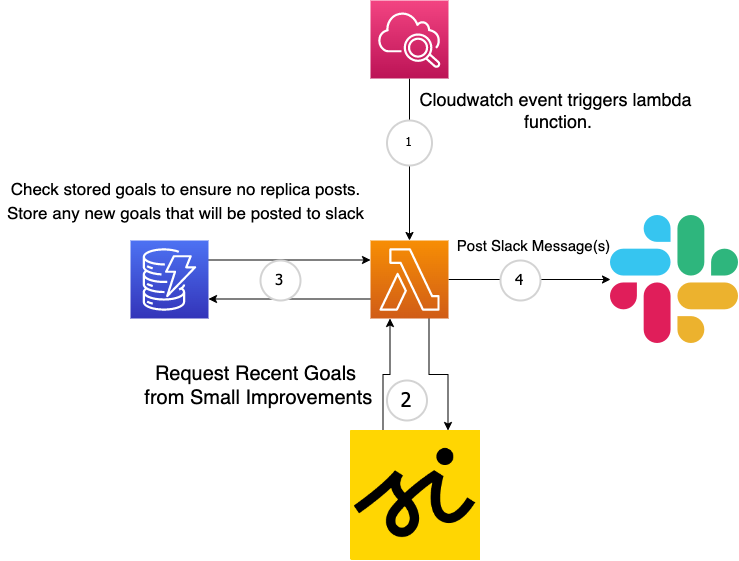 Cloudwatch event triggers lambda
function.
1
Check stored goals to ensure no replica posts.
Store any new goals that will be posted to slack
3
Post Slack Message(s)
4
Request Recent Goals
from Small Improvements
2
si